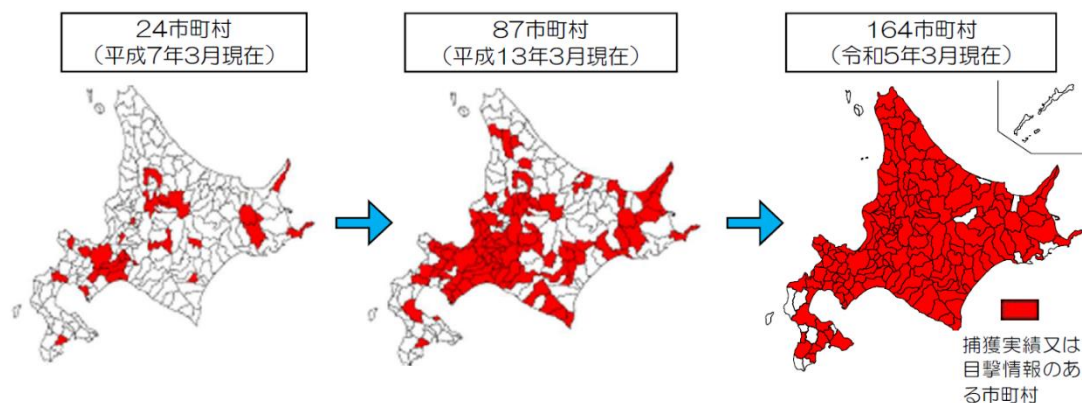 24市町村
（平成7年3月現在）
87市町村
（平成13年3月現在）
164市町村
（令和5年3月現在）
捕獲実績又は
目撃情報のあ
る市町村